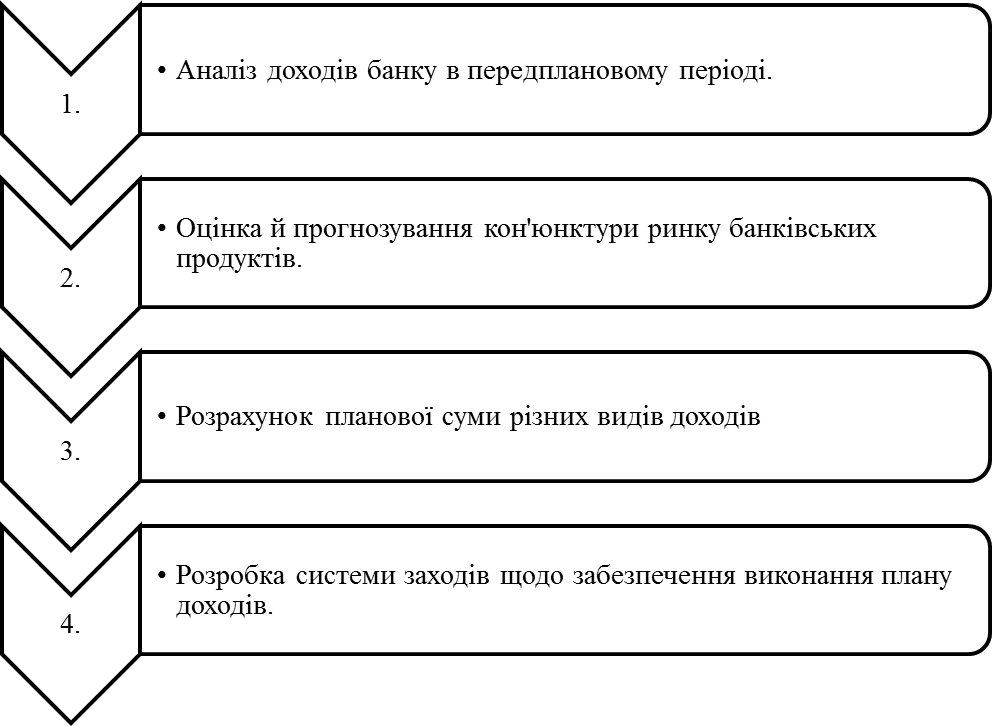 1.
• Аналіз доходів банку в передплановому періоді.
2.
• Оцінка й прогнозування кон'юнктури ринку банківських
продуктів.
3.
• Розрахунок планової суми різних видів доходів
4.
• Розробка системи заходів щодо забезпечення виконання плану
доходів.